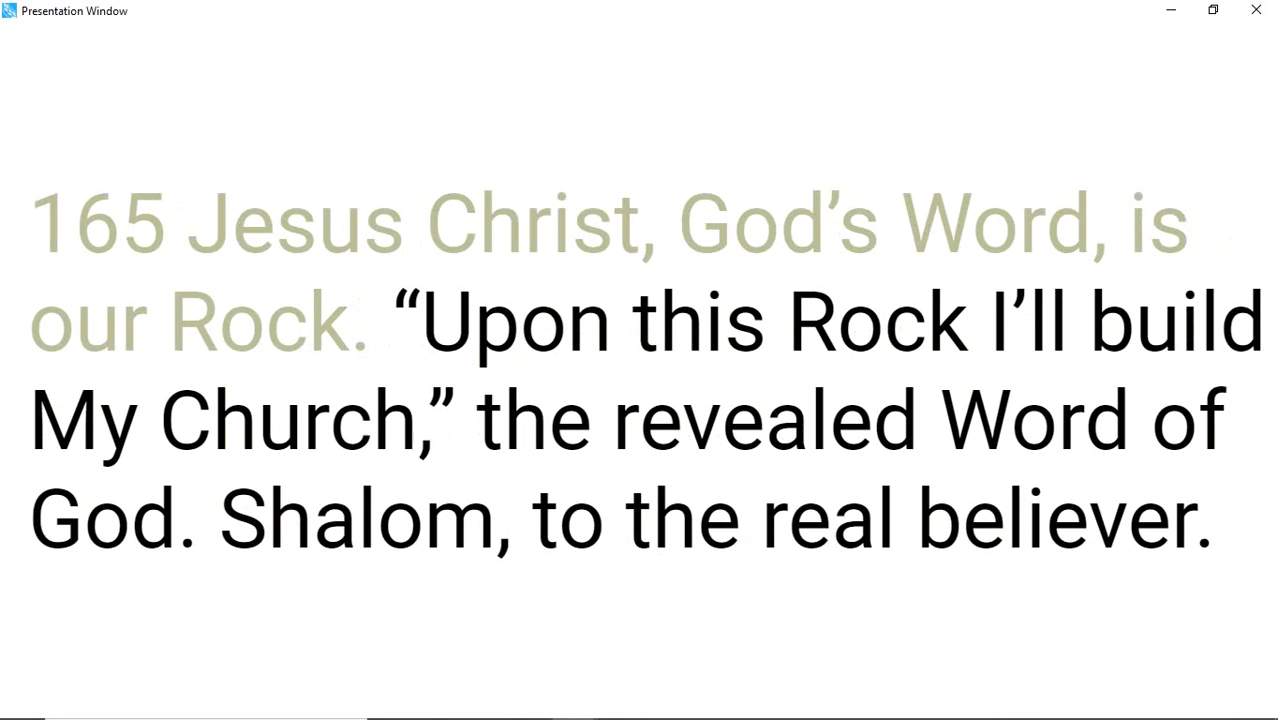 Presentation Window
165 Jesus Christ, God’s Word, is
our Rock. “Upon this Rock I’ll build
My Church,” the revealed Word of
God. Shalom, to the real believer.